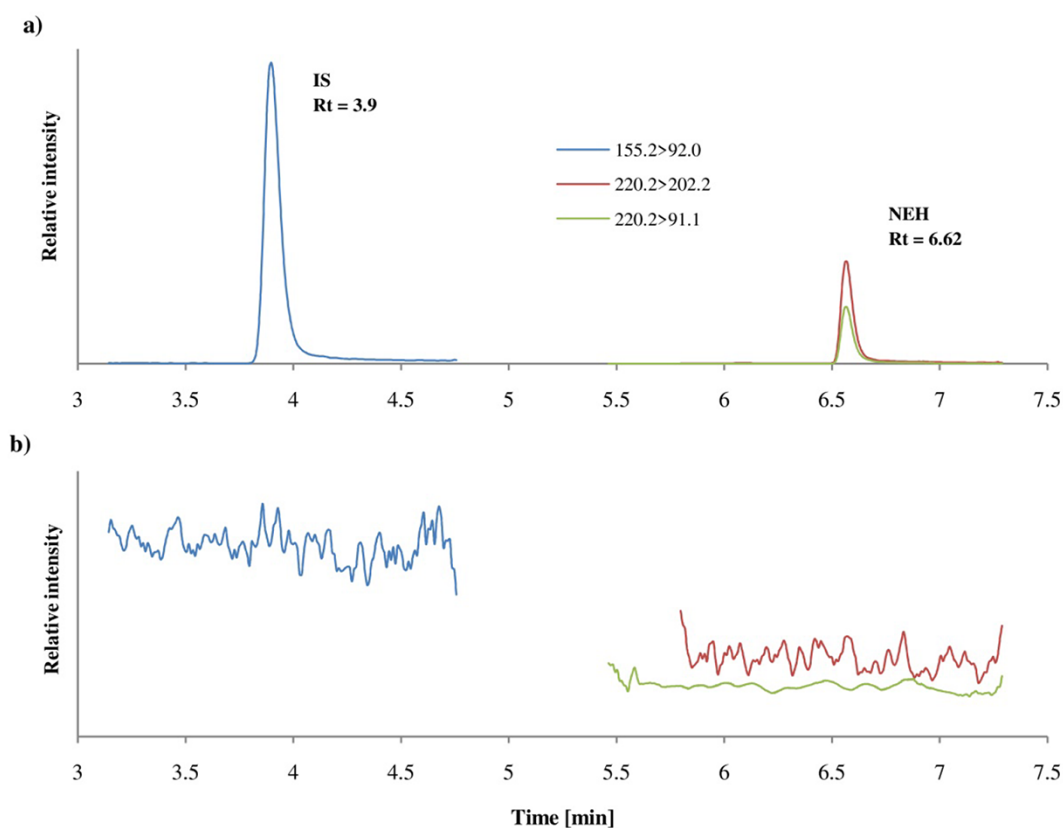 a)
Relative intensity
IS
Rt = 3.9
155.2>92.0
220.2>202.2
220.2>91.1
NEH
Rt = 6.62
3 3.5 4 4.5 5 5.5 6 6.5 7 7.5
b)
Relative intensity
3 3.5 4 4.5 5 5.5 6 6.5 7 7.5
Time [min]